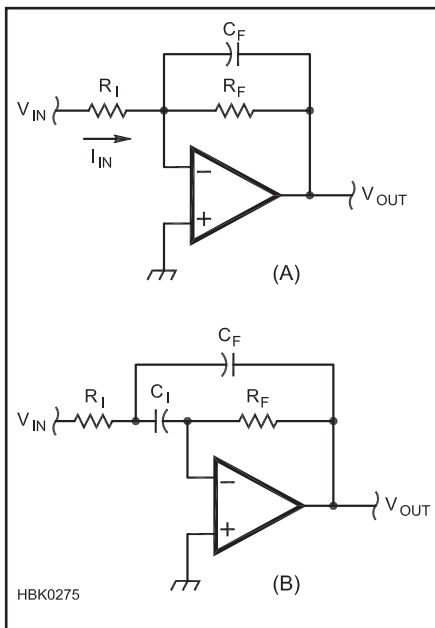 C_F
R_I
R_F
V_IN
I_IN
−
+
V_OUT
(A)
C_F
R_I
C_I
R_F
V_IN
−
+
V_OUT
(B)
HBK0275